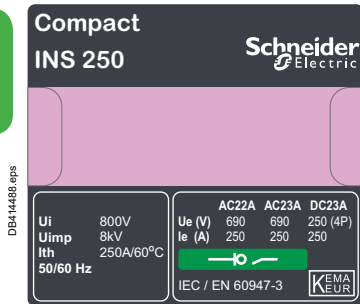 Compact
INS 250
Schneider
Electric
DB414488.eps
Ui 800V
Uimp 8kV
Ith 250A/60°C
50/60 Hz
AC22A AC23A DC23A
Ue (V) 690 690 250 (4P)
Ie (A) 250 250 250
IEC / EN 60947-3
KEMA
KEUR